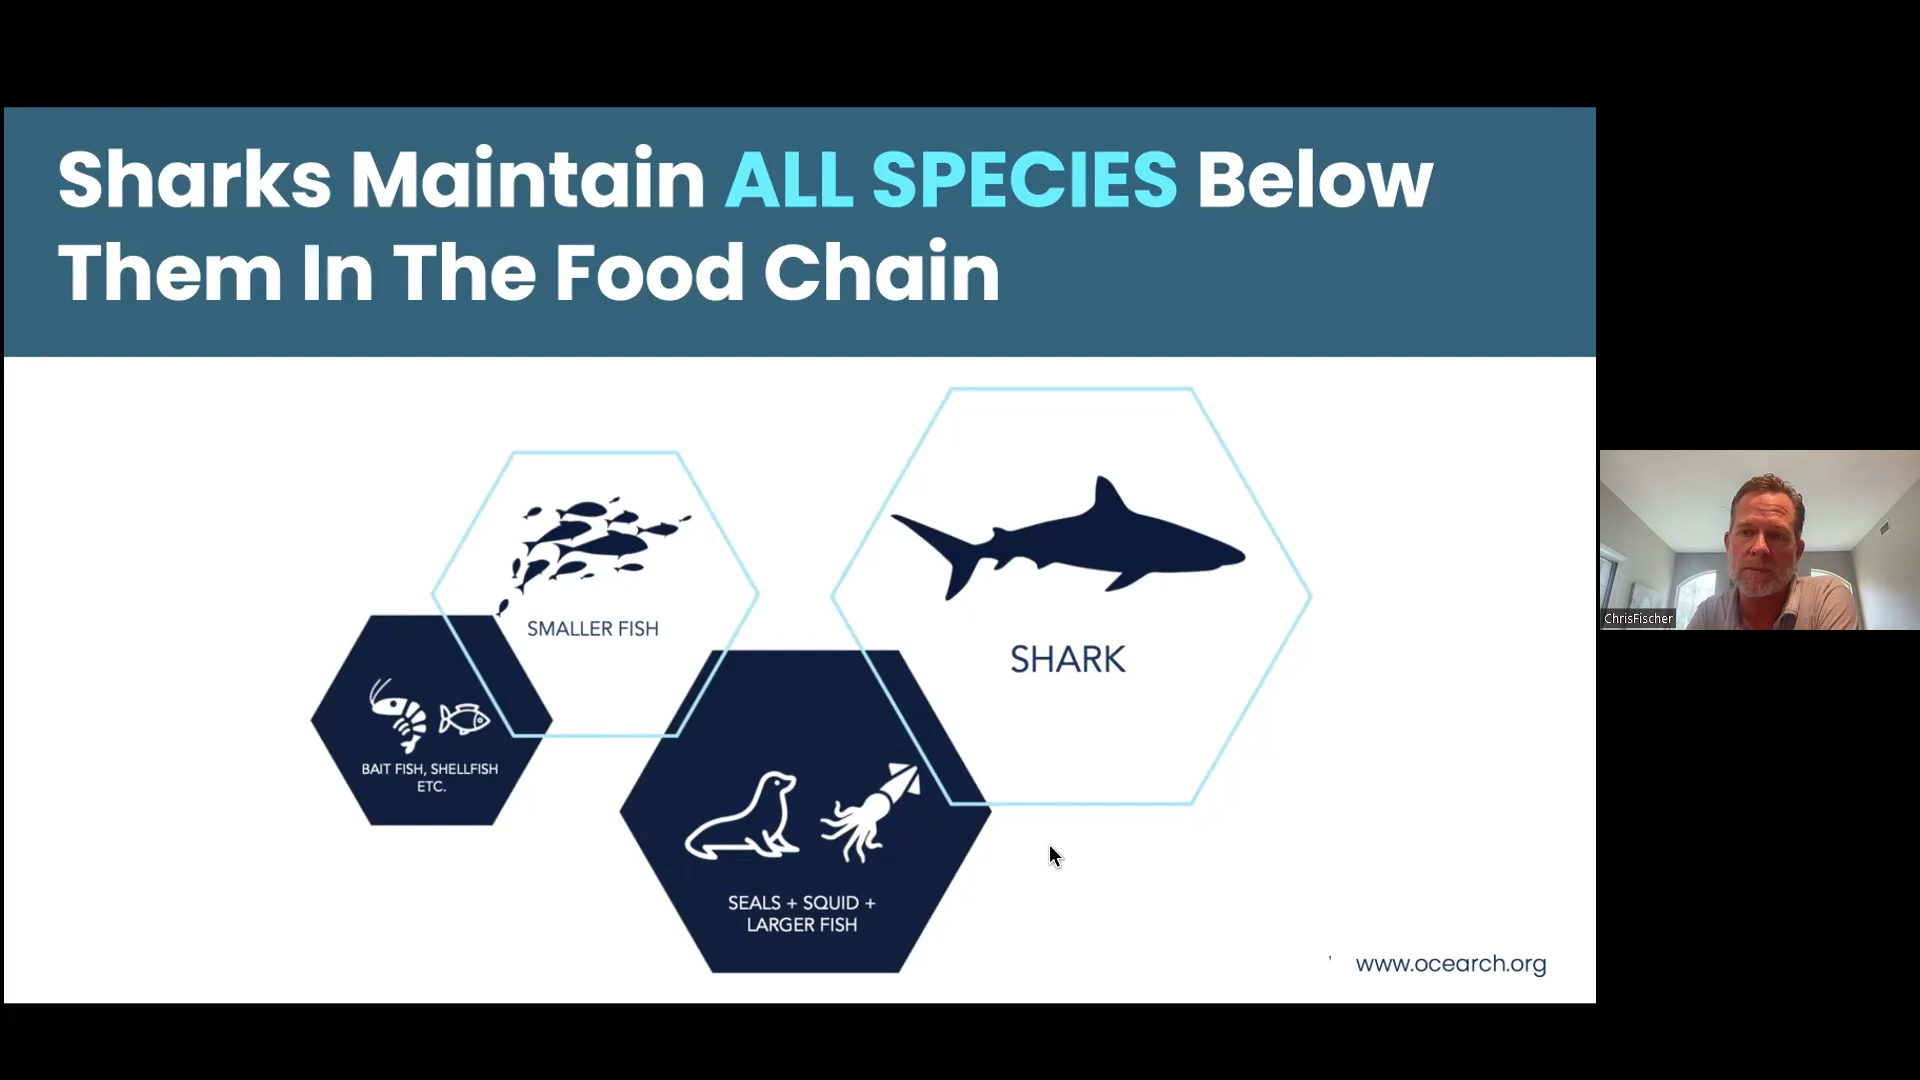 Sharks Maintain ALL SPECIES Below
Them In The Food Chain
SMALLER FISH
SHARK
BAIT FISH, SHELLFISH
ETC.
SEALS + SQUID +
LARGER FISH
www.ocearch.org
ChrisFischer